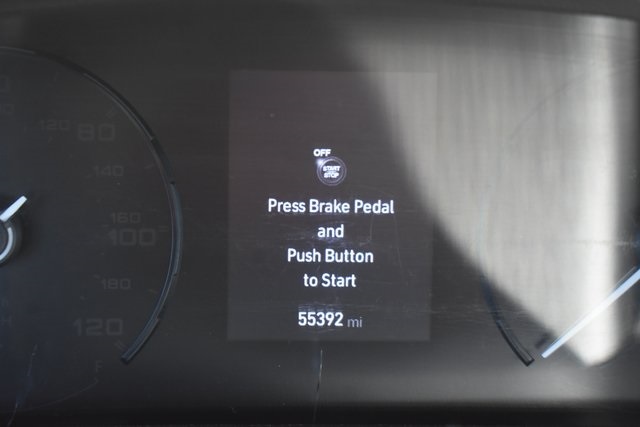 OFF
START
STOP
Press Brake Pedal
and
Push Button
to Start
55392 mi
120
80
140
160
100
180
120